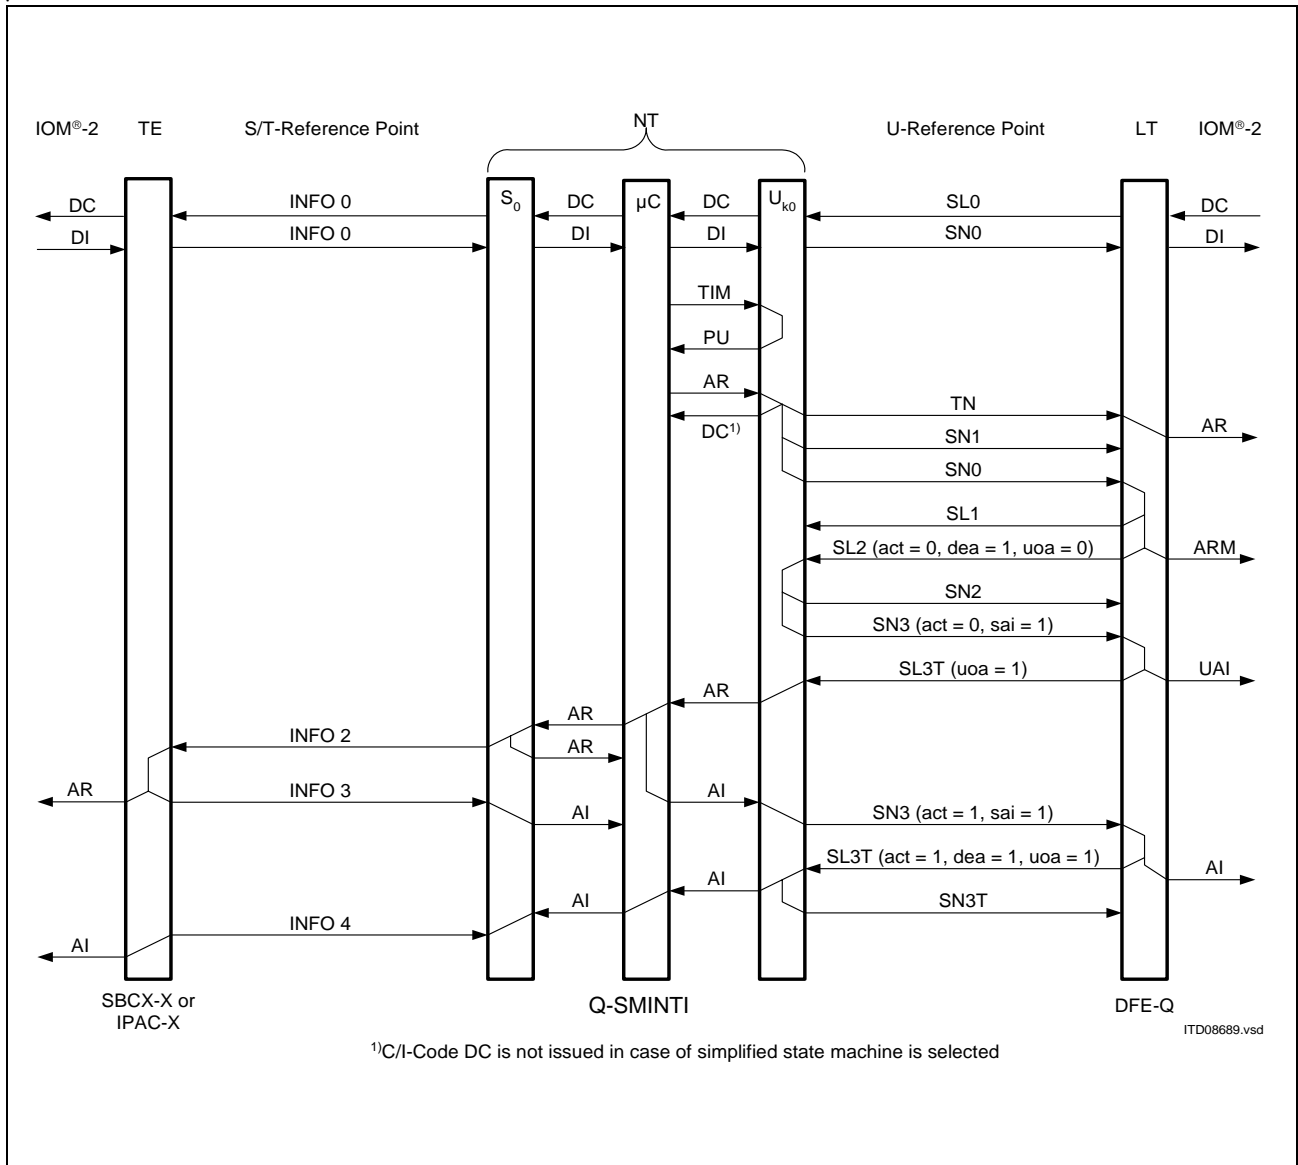 NT
IOM®-2 TE S/T-Reference Point U-Reference Point LT IOM®-2
S0 µC Uk0
DC INFO 0 DC DC SL0 DC
DI INFO 0 DI DI SN0 DI
TIM
PU
AR
TN
DC1)
AR
SN1
SN0
SL1
SL2 (act = 0, dea = 1, uoa = 0) ARM
SN2
SN3 (act = 0, sai = 1)
SL3T (uoa = 1) UAI
AR
AR
INFO 2
AR
AR INFO 3 AI
AI SN3 (act = 1, sai = 1)
SL3T (act = 1, dea = 1, uoa = 1) AI
AI
AI SN3T
INFO 4
AI
SBCX-X or
IPAC-X
Q-SMINTI
DFE-Q
ITD08689.vsd
1)C/I-Code DC is not issued in case of simplified state machine is selected